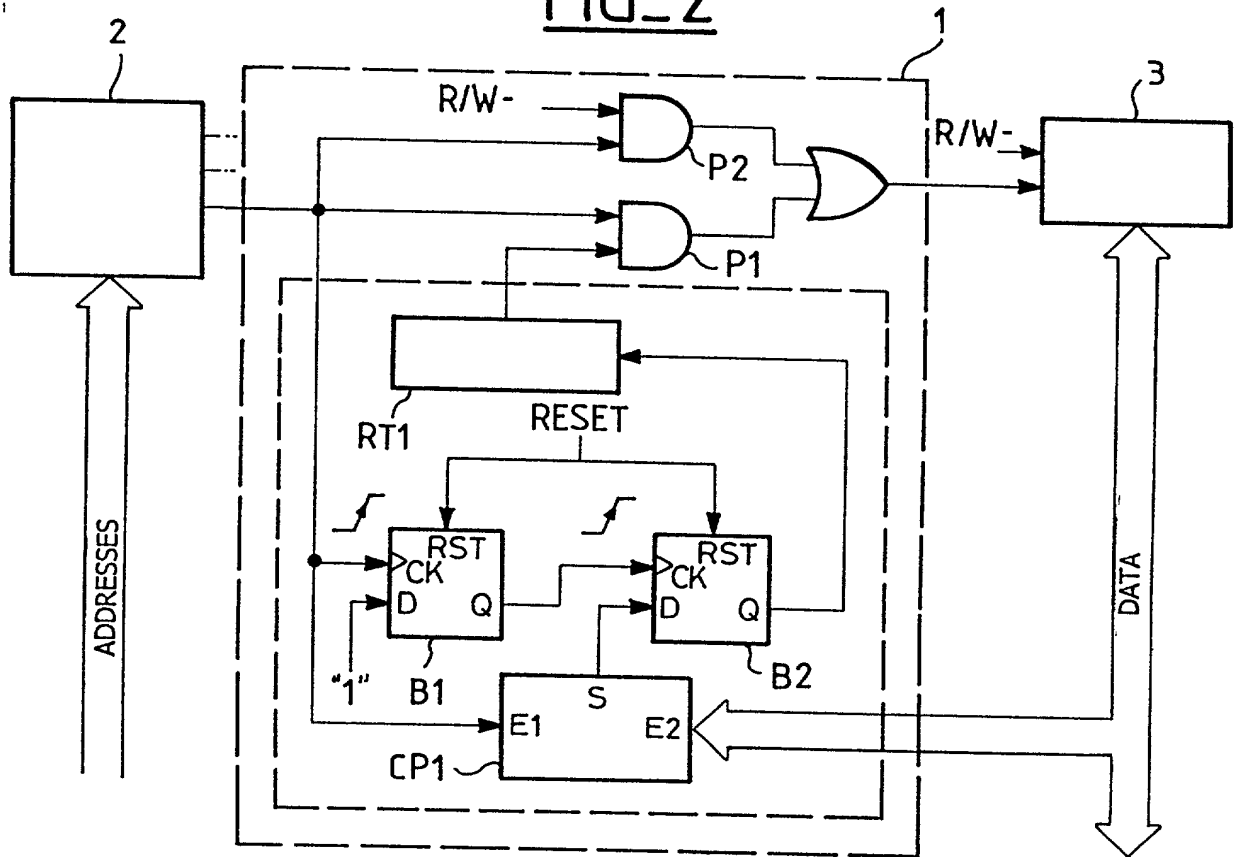 FIG_2
2
1
3
R/W-
P2
R/W-
P1
RT1
RESET
RST
CK
D
Q
RST
CK
D
Q
"1"
B1
B2
S
E1
E2
CP1
ADDRESSES
DATA